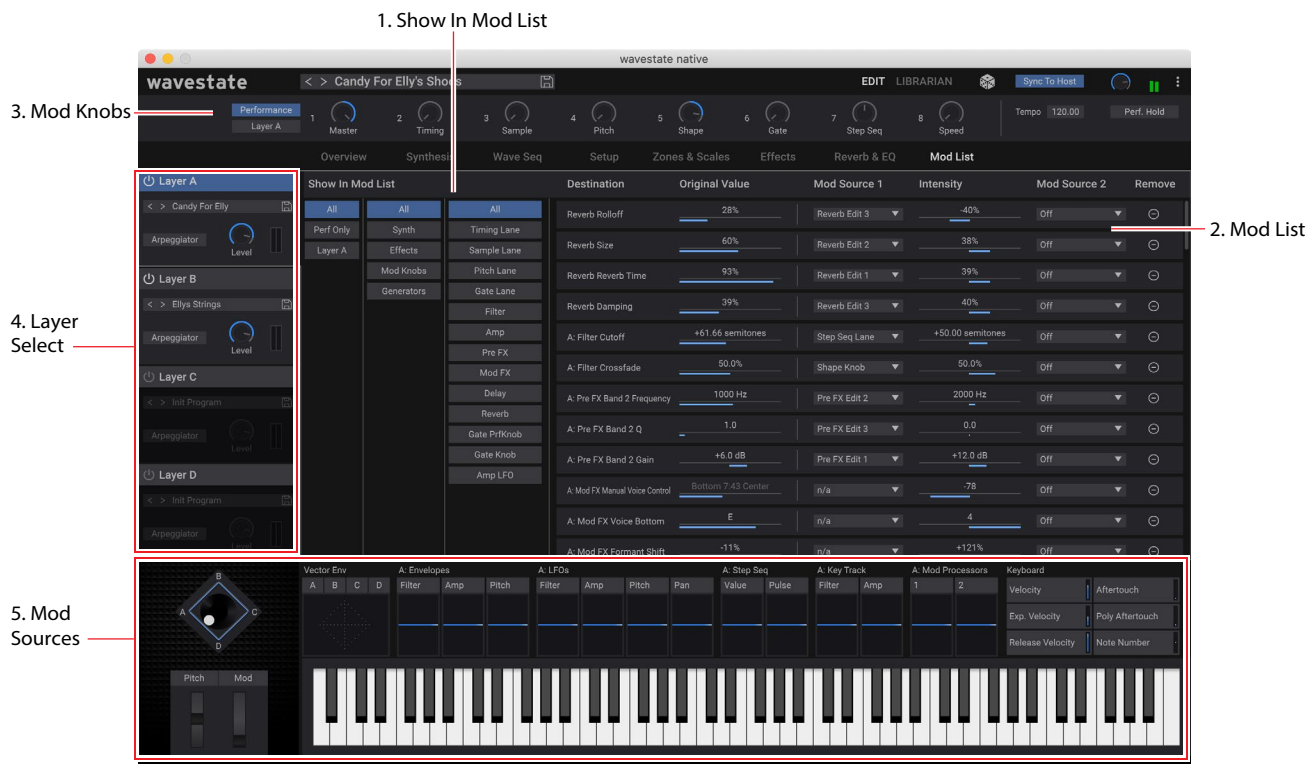 1. Show In Mod List
wavestate native
wavestate < > Candy For Elly's Shoes EDIT LIBRARIAN Sync To Host
3. Mod Knobs
Performance
Layer A
1 Master 2 Timing 3 Sample 4 Pitch 5 Shape 6 Gate 7 Step Seq 8 Speed
Tempo 120.00 Perf. Hold
Overview Synthesis Wave Seq Setup Zones & Scales Effects Reverb & EQ Mod List
4. Layer
Select
Layer A
< > Candy For Elly
Arpeggiator
Level
Layer B
< > Ellys Strings
Arpeggiator
Level
Layer C
< > Init Program
Arpeggiator
Level
Layer D
< > Init Program
Arpeggiator
Level
Show In Mod List
All
Perf Only
Layer A
All
Synth
Effects
Mod Knobs
Generators
All
Timing Lane
Sample Lane
Pitch Lane
Gate Lane
Filter
Amp
Pre FX
Mod FX
Delay
Reverb
Gate PrfKnob
Gate Knob
Amp LFO
2. Mod List
Destination Original Value Mod Source 1 Intensity Mod Source 2 Remove
Reverb Rolloff 28% Reverb Edit 3 -40% Off
Reverb Size 60% Reverb Edit 2 38% Off
Reverb Reverb Time 93% Reverb Edit 1 39% Off
Reverb Damping 39% Reverb Edit 3 40% Off
A: Filter Cutoff +61.66 semitones Step Seq Lane +50.00 semitones Off
A: Filter Crossfade 50.0% Shape Knob 50.0% Off
A: Pre FX Band 2 Frequency 1000 Hz Pre FX Edit 2 2000 Hz Off
A: Pre FX Band 2 Q 1.0 Pre FX Edit 3 0.0 Off
A: Pre FX Band 2 Gain +6.0 dB Pre FX Edit 1 +12.0 dB Off
A: Mod FX Manual Voice Control Bottom 7:43 Center n/a -78 Off
A: Mod FX Voice Bottom E n/a 4 Off
A: Mod FX Formant Shift -11% n/a +121% Off
5. Mod
Sources
B
A C
D
Pitch Mod
Vector Env A: Envelopes A: LFOs A: Step Seq A: Key Track A: Mod Processors Keyboard
A B C D Filter Amp Pitch Filter Amp Pitch Pan Value Pulse Filter Amp 1 2
Velocity Aftertouch
Exp. Velocity Poly Aftertouch
Release Velocity Note Number